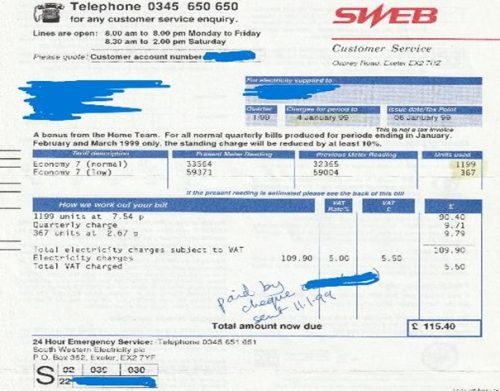 Telephone 0345 650 650
for any customer service enquiry.
Lines are open: 8.00 am to 8.00 pm Monday to Friday
8.30 am to 2.00 pm Saturday
Please quote: Customer account number
SWEB
Customer Service
Osprey Road, Exeter EX2 7HZ
For electricity supplied to
Quarter Charges for period to Issue date/Tax Point
1:99 4 January 99 06 January 99
This is not a tax invoice
A bonus from the Home Team. For all normal quarterly bills produced for periods ending in January,
February and March 1999 only, the standing charge will be reduced by at least 10%.
Tariff description Present Meter Reading Previous Meter Reading Units used
Economy 7 (normal) 33564 32365 1199
Economy 7 (low) 59371 59004 367
If the present reading is estimated please see the back of this bill
How we work out your bill VAT Rate% VAT £ £
1199 units at 7.54 p 90.40
Quarterly charge 9.71
367 units at 2.67 p 9.79
Total electricity charges subject to VAT 109.90
Electricity charges 109.90 5.00 5.50
Total VAT charged 5.50
paid by
cheque
sent 11.1.99
Total amount now due £ 115.40
24 Hour Emergency Service: Telephone 0345 651 651
South Western Electricity plc
P.O. Box 352, Exeter, EX2 7YF
S 02 030 030
22